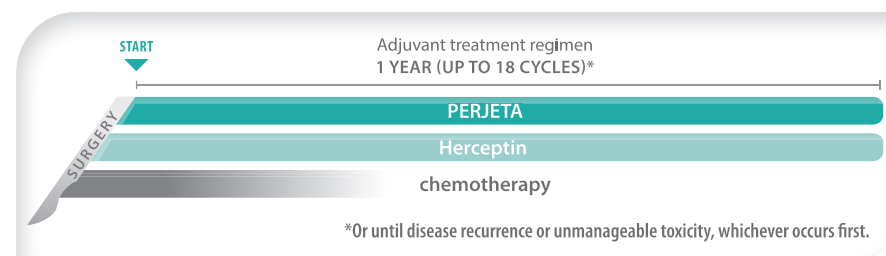 START
Adjuvant treatment regimen
1 YEAR (UP TO 18 CYCLES)*
PERJETA
SURGERY
Herceptin
chemotherapy
*Or until disease recurrence or unmanageable toxicity, whichever occurs first.